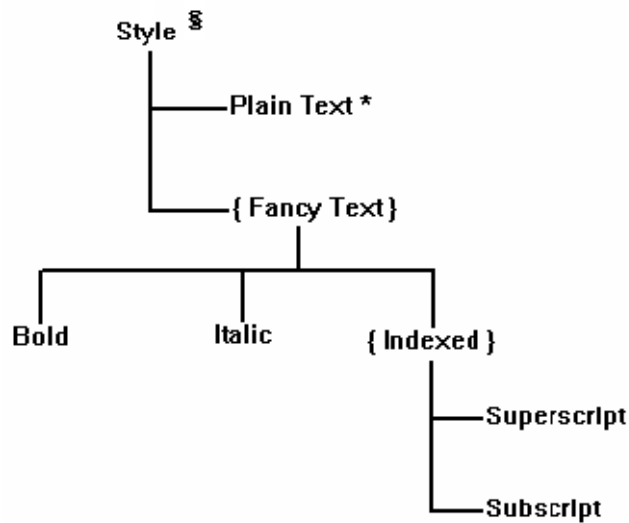 Style §
Plain Text *
{ Fancy Text }
Bold Italic { Indexed }
Superscript
Subscript